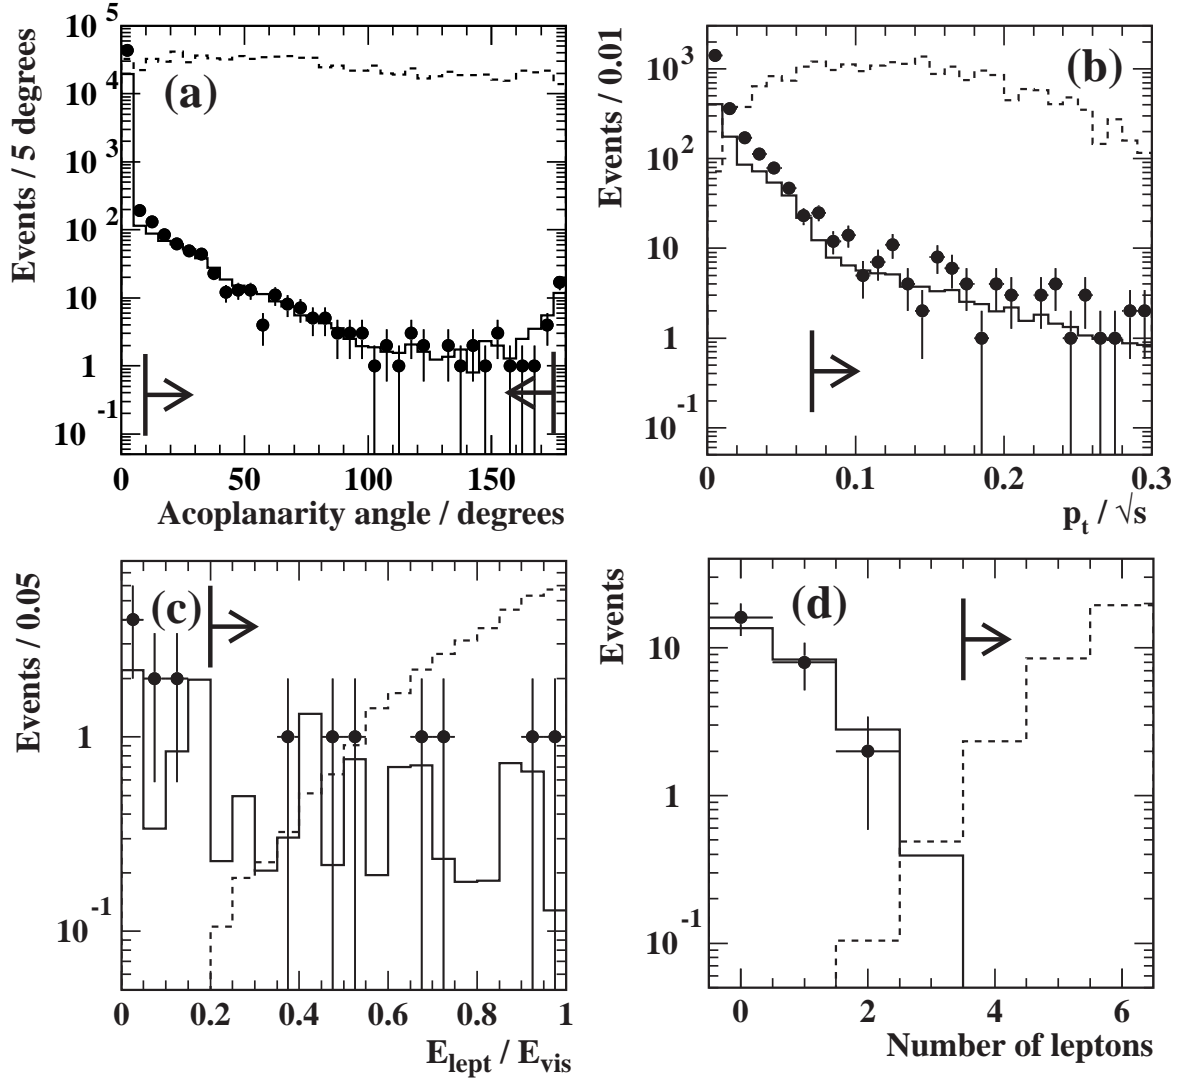 Events / 5 degrees
10 5
10 4
10 3
10 2
10
1
10 -1
(a)
0 50 100 150
Acoplanarity angle / degrees
Events / 0.01
10 3
10 2
10
1
10 -1
(b)
0 0.1 0.2 0.3
p_t / √s
Events / 0.05
1
10 -1
(c)
0 0.2 0.4 0.6 0.8 1
E_lept / E_vis
Events
10
1
10 -1
(d)
0 2 4 6
Number of leptons